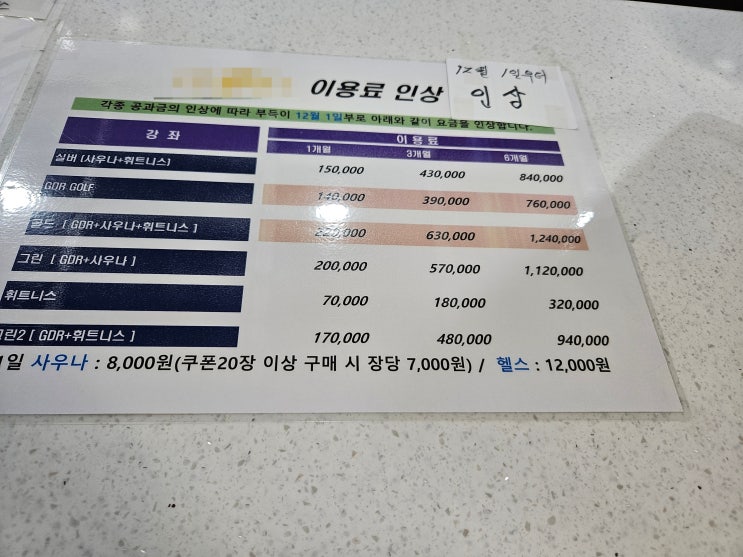 이용료 인상
12월 1일부터
인상
각종 공과금의 인상에 따라 부득이 12월 1일부로 아래와 같이 요금을 인상합니다.
강 좌 이 용 료
1개월 3개월 6개월
실버 [사우나+휘트니스] 150,000 430,000 840,000
GDR GOLF 140,000 390,000 760,000
골드 [ GDR+사우나+휘트니스 ] 220,000 630,000 1,240,000
그린 [ GDR+사우나 ] 200,000 570,000 1,120,000
휘트니스 70,000 180,000 320,000
그린2 [ GDR+휘트니스 ] 170,000 480,000 940,000
1일 사우나 : 8,000원(쿠폰20장 이상 구매 시 장당 7,000원) / 헬스 : 12,000원